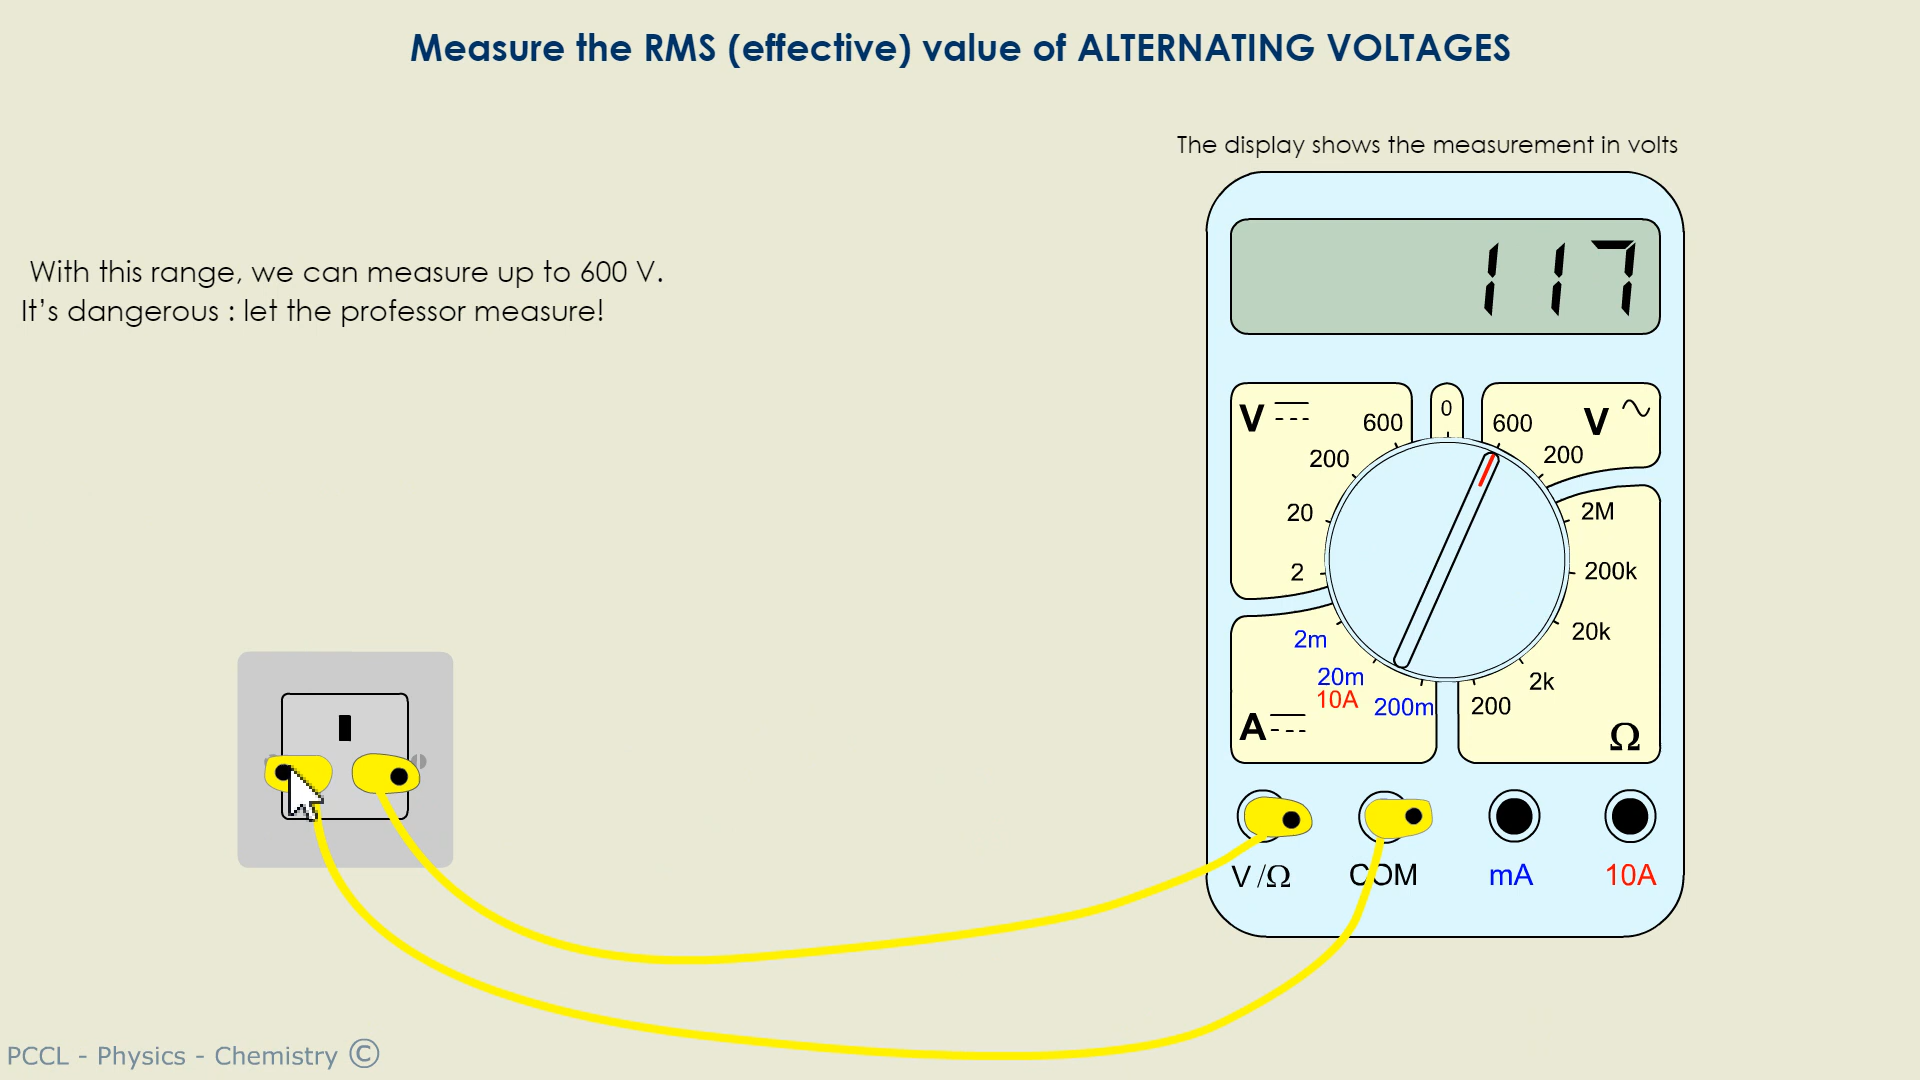 Measure the RMS (effective) value of ALTERNATING VOLTAGES
The display shows the measurement in volts
With this range, we can measure up to 600 V.
It's dangerous : let the professor measure!
117
V
600
0
600
V
200
200
20
2M
2
200k
2m
20k
20m
2k
10A
200m
200
A
Ω
V /Ω
COM
mA
10A
PCCL - Physics - Chemistry ©